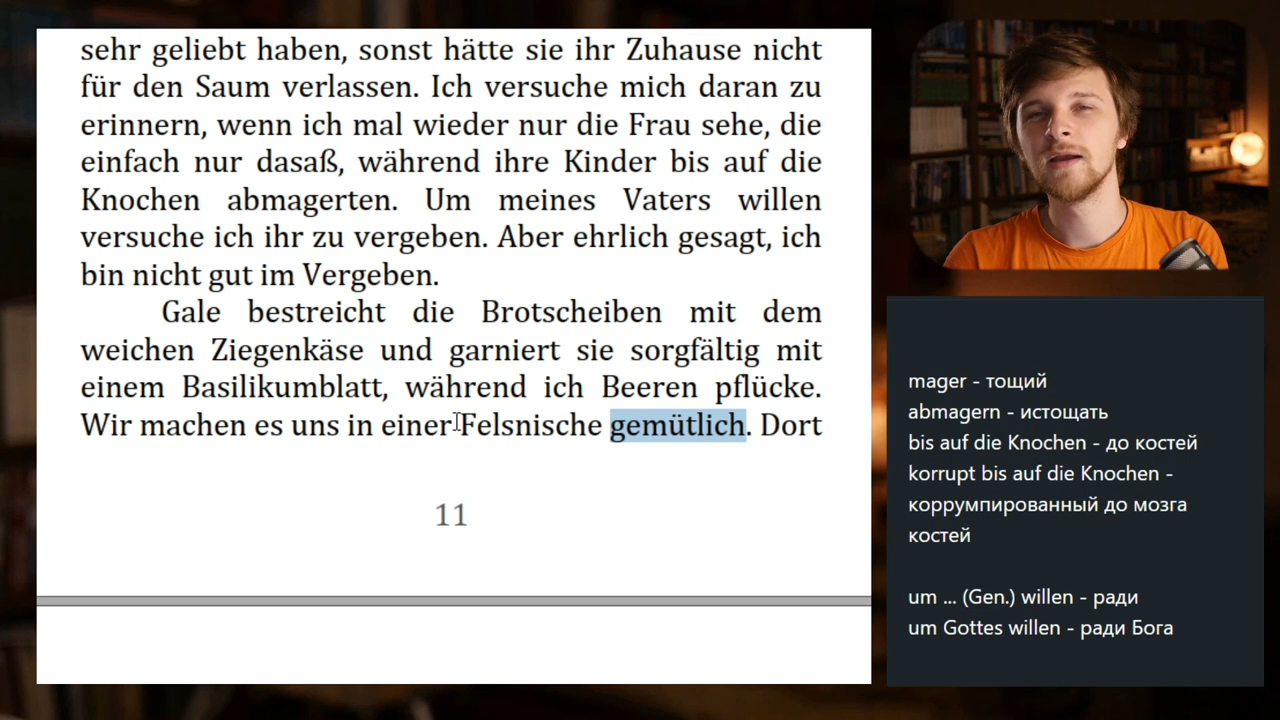 sehr geliebt haben, sonst hätte sie ihr Zuhause nicht
für den Saum verlassen. Ich versuche mich daran zu
erinnern, wenn ich mal wieder nur die Frau sehe, die
einfach nur dasaß, während ihre Kinder bis auf die
Knochen abmagerten. Um meines Vaters willen
versuche ich ihr zu vergeben. Aber ehrlich gesagt, ich
bin nicht gut im Vergeben.
Gale bestreicht die Brotscheiben mit dem
weichen Ziegenkäse und garniert sie sorgfältig mit
einem Basilikumblatt, während ich Beeren pflücke.
Wir machen es uns in einer Felsnische gemütlich. Dort
11
mager - тощий
abmagern - истощать
bis auf die Knochen - до костей
korrupt bis auf die Knochen -
коррумпированный до мозга
костей
um ... (Gen.) willen - ради
um Gottes willen - ради Бога